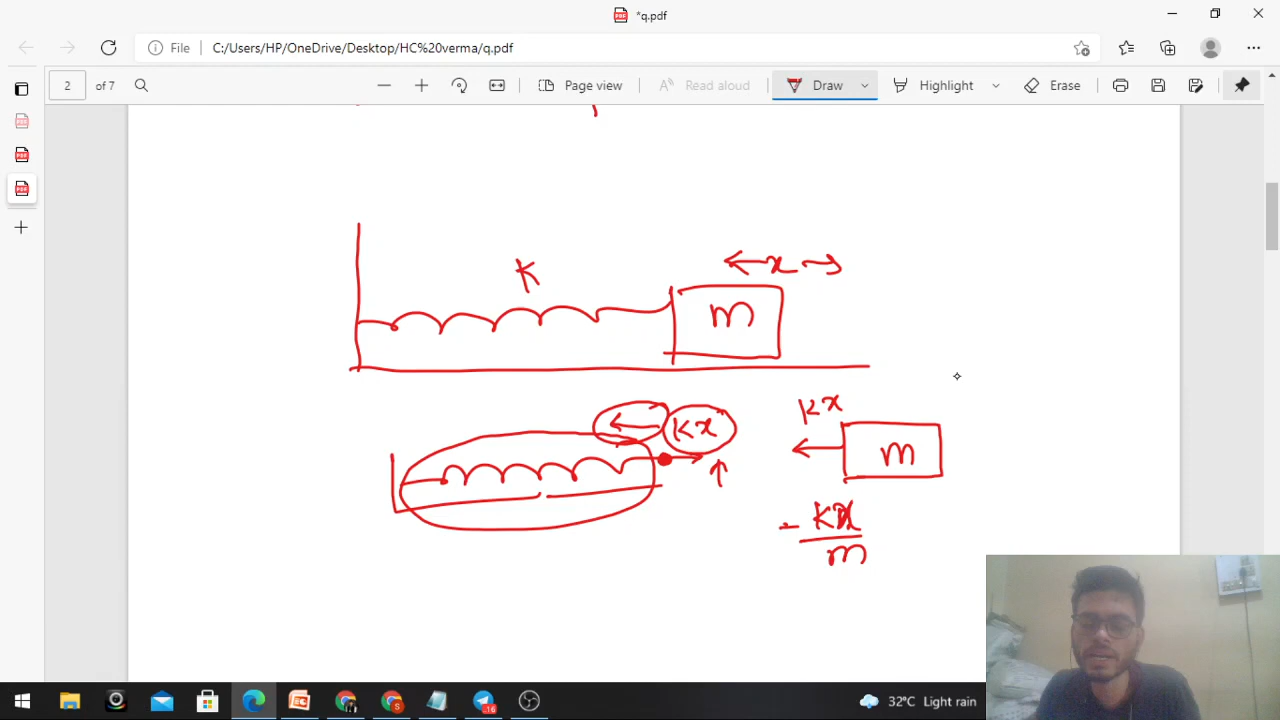 *q.pdf
File C:/Users/HP/OneDrive/Desktop/HC%20verma/q.pdf
2 of 7 Page view Read aloud Draw Highlight Erase
K
x
m
kx
kx
m
- kx
m
16
32°C Light rain